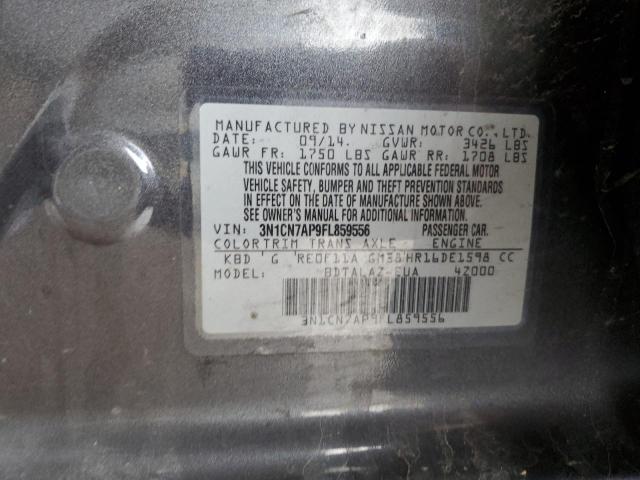 MANUFACTURED BY NISSAN MOTOR CO., LTD.
DATE: 09/14. GVWR: 3426 LBS
GAWR FR: 1750 LBS GAWR RR: 1708 LBS
THIS VEHICLE CONFORMS TO ALL APPLICABLE FEDERAL MOTOR
VEHICLE SAFETY, BUMPER AND THEFT PREVENTION STANDARDS
IN EFFECT ON THE DATE OF MANUFACTURE SHOWN ABOVE.
SEE OWNER'S MANUAL FOR ADDITIONAL INFORMATION.
VIN: 3N1CN7AP9FL859556 PASSENGER CAR.
COLOR TRIM TRANS AXLE ENGINE
KBD G RE0F11A GM38 HR16DE1598 CC
MODEL: BDTALAZ-EUA 4Z000
3N1CN7AP9FL859556